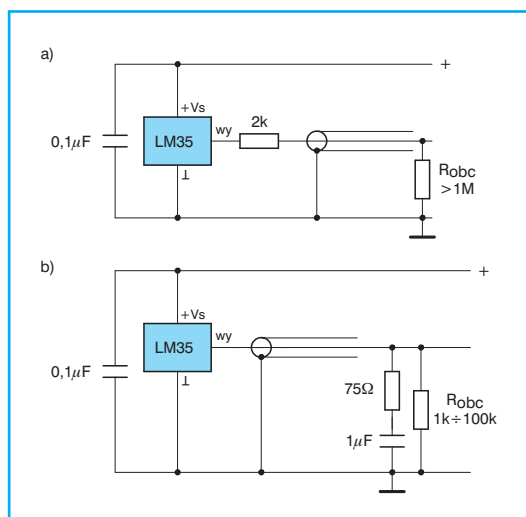 a)
+
+Vs
0,1µF
LM35
wy
2k
⊥
Robc
>1M
b)
+
+Vs
0,1µF
LM35
wy
⊥
75Ω
Robc
1k÷100k
1µF